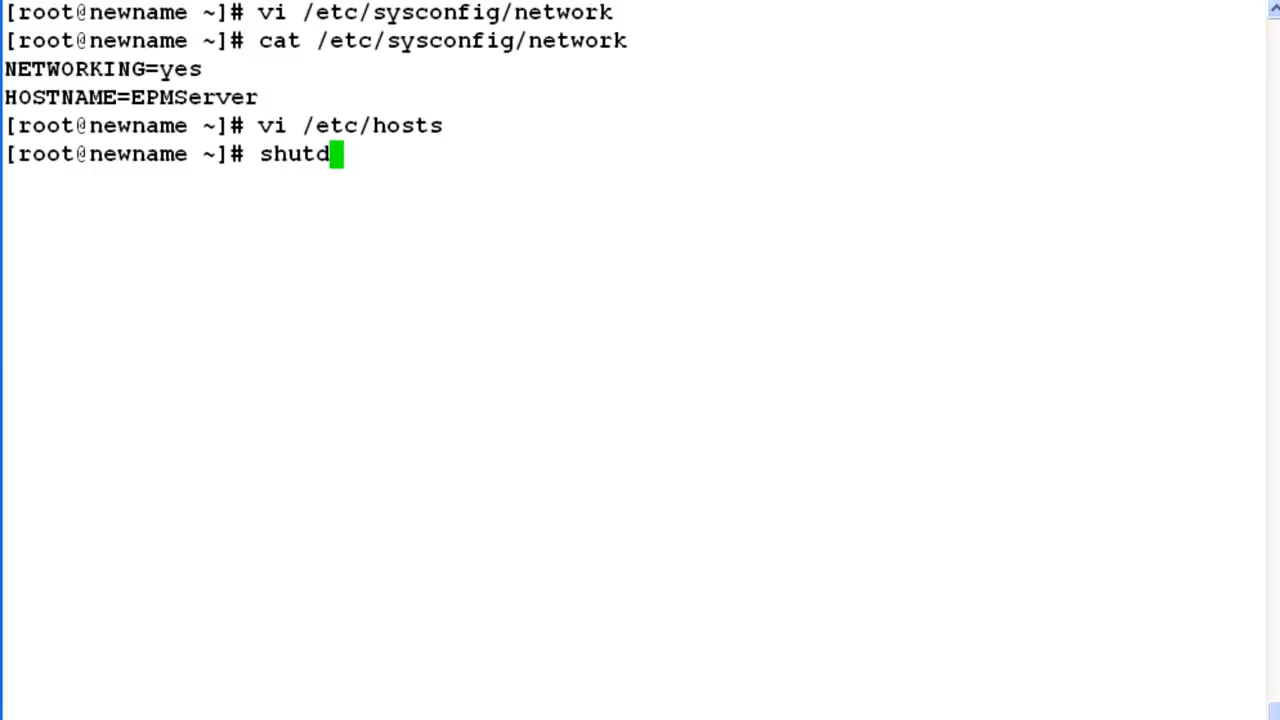 [root@newname ~]# vi /etc/sysconfig/network
[root@newname ~]# cat /etc/sysconfig/network
NETWORKING=yes
HOSTNAME=EPMServer
[root@newname ~]# vi /etc/hosts
[root@newname ~]# shutd